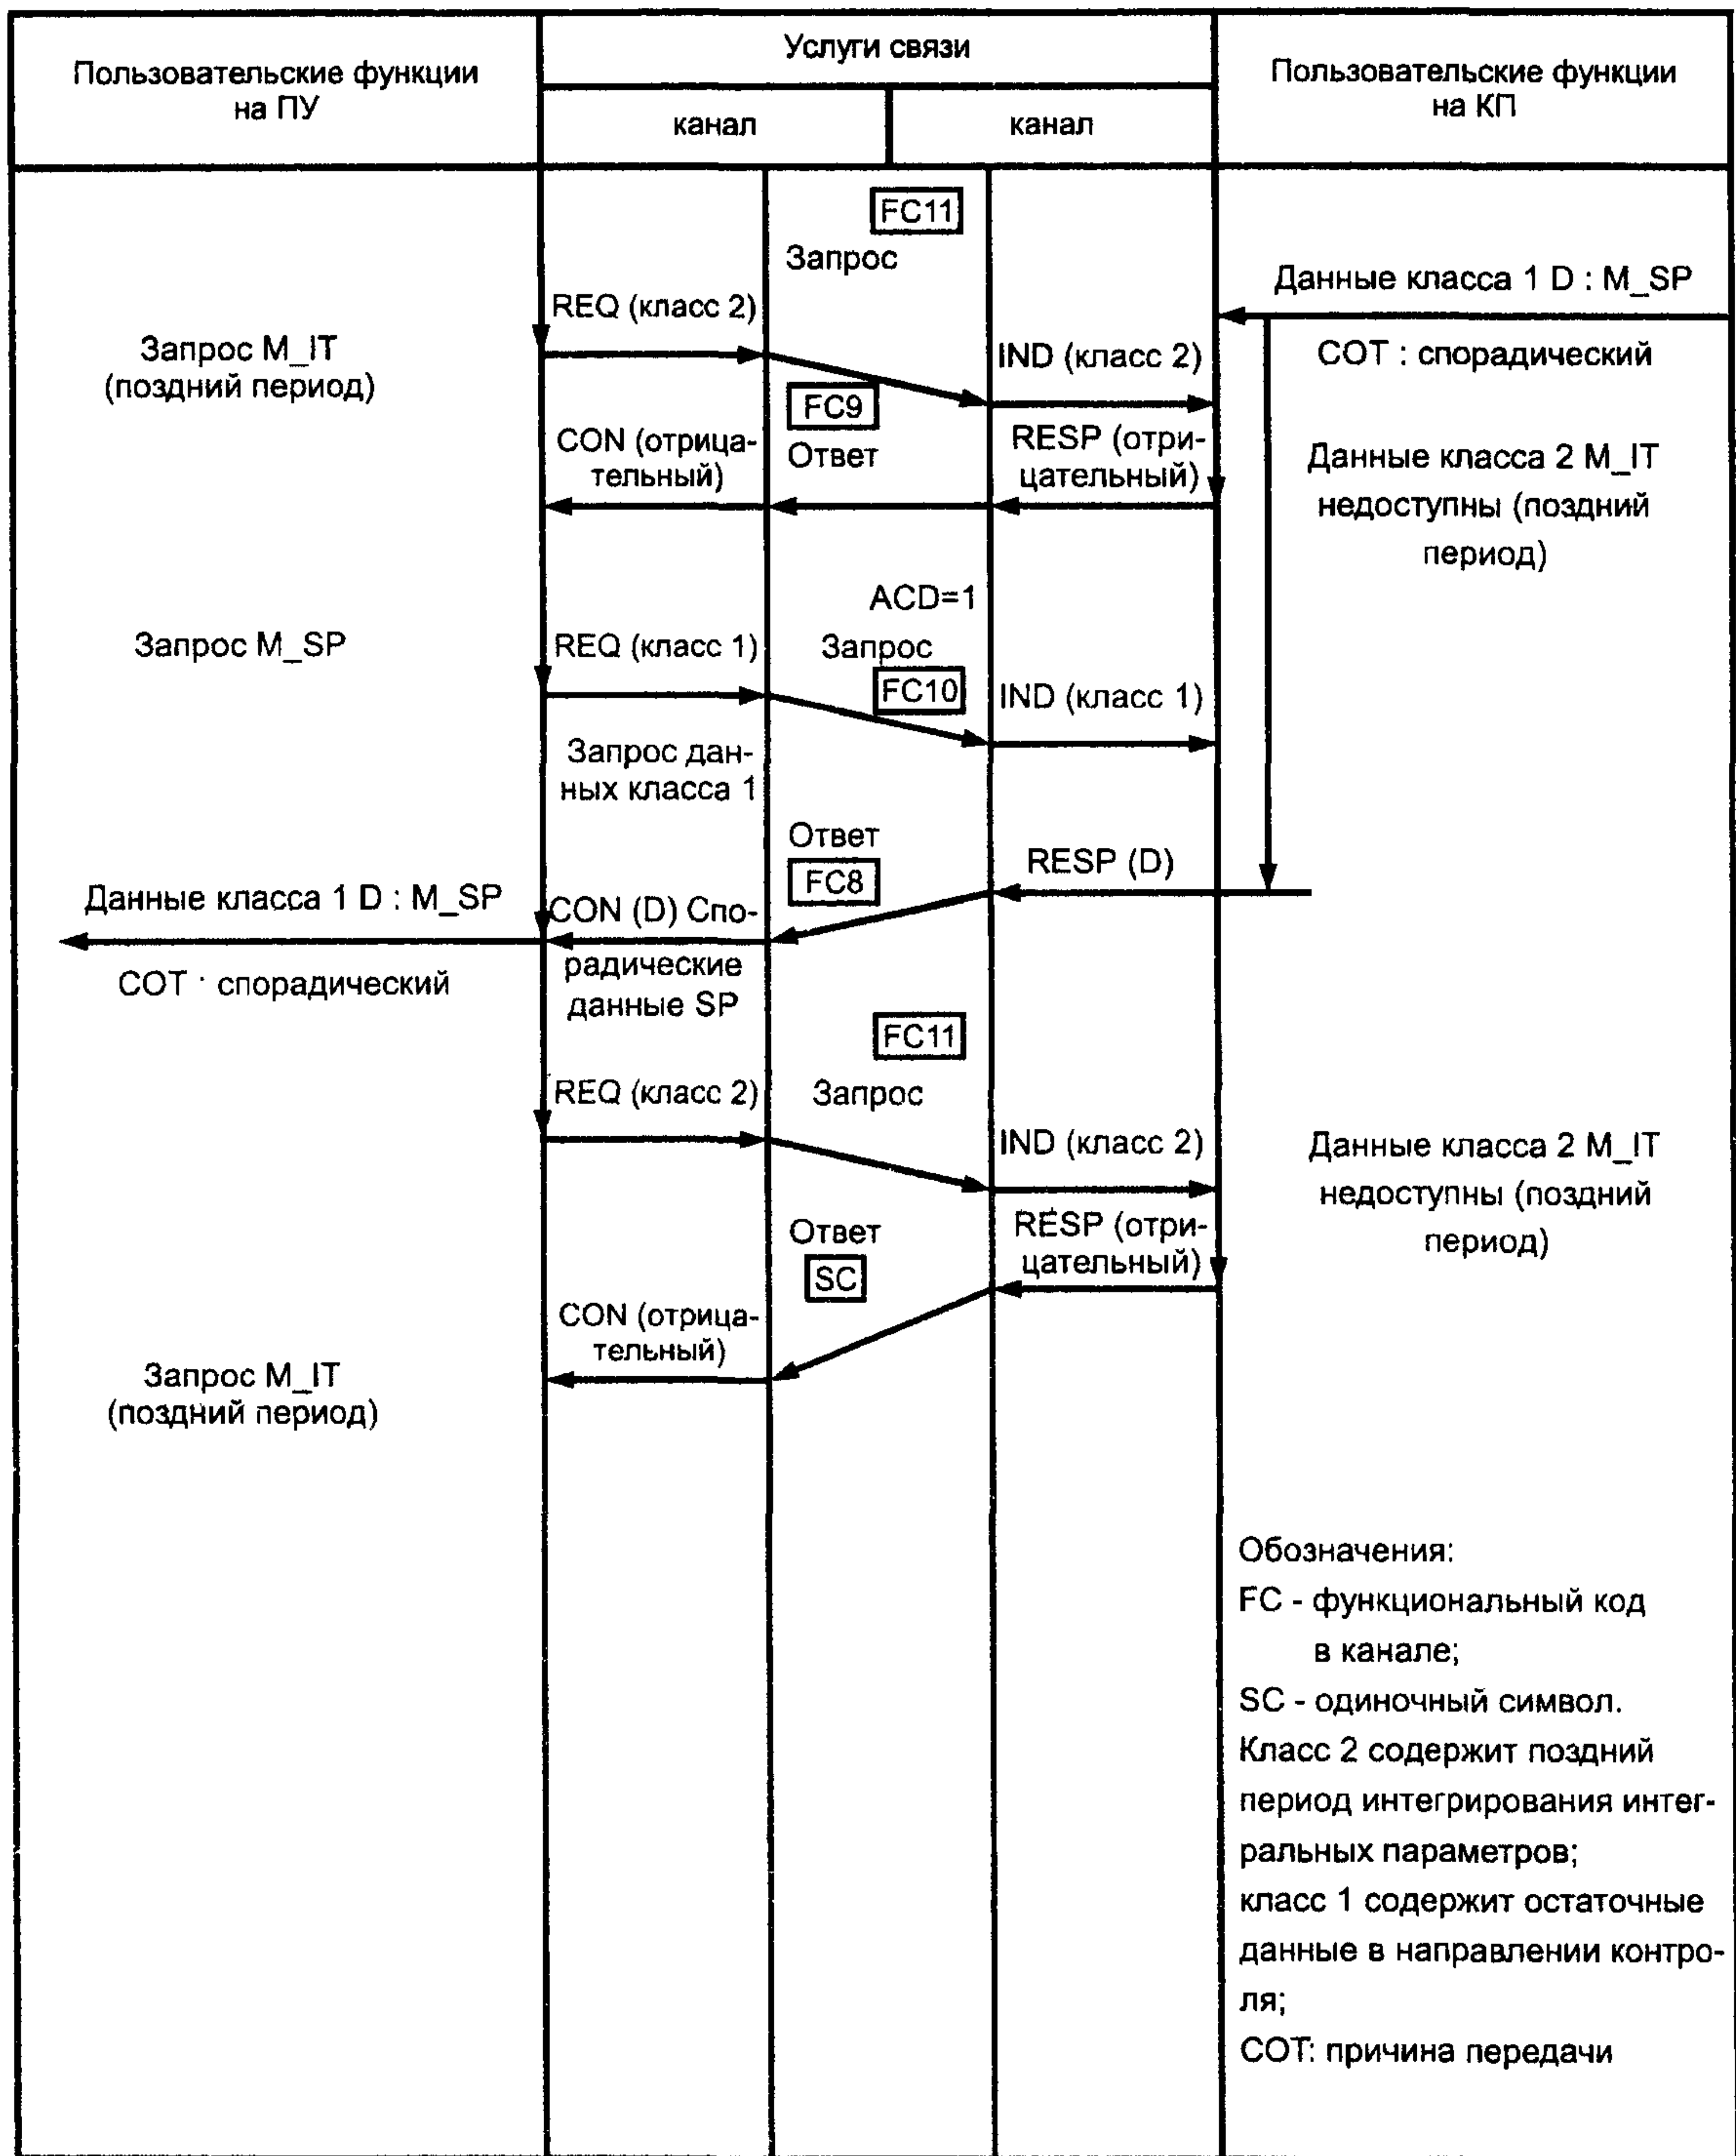 Пользовательские функции
на ПУ
Услуги связи
канал
канал
Пользовательские функции
на КП
FC11
Запрос
Данные класса 1 D : M_SP
REQ (класс 2)
Запрос M_IT
(поздний период)
IND (класс 2)
COT : спорадический
FC9
CON (отрица-
тельный)
Ответ
RESP (отри-
цательный)
Данные класса 2 M_IT
недоступны (поздний
период)
ACD=1
Запрос M_SP
REQ (класс 1)
Запрос
FC10
IND (класс 1)
Запрос дан-
ных класса 1
Ответ
FC8
RESP (D)
Данные класса 1 D : M_SP
CON (D) Спо-
радические
данные SP
COT · спорадический
FC11
REQ (класс 2)
Запрос
IND (класс 2)
Данные класса 2 M_IT
недоступны (поздний
период)
Ответ
SC
RESP (отри-
цательный)
CON (отрица-
тельный)
Запрос M_IT
(поздний период)
Обозначения:
FC - функциональный код
в канале;
SC - одиночный символ.
Класс 2 содержит поздний
период интегрирования интег-
ральных параметров;
класс 1 содержит остаточные
данные в направлении контро-
ля;
COT: причина передачи